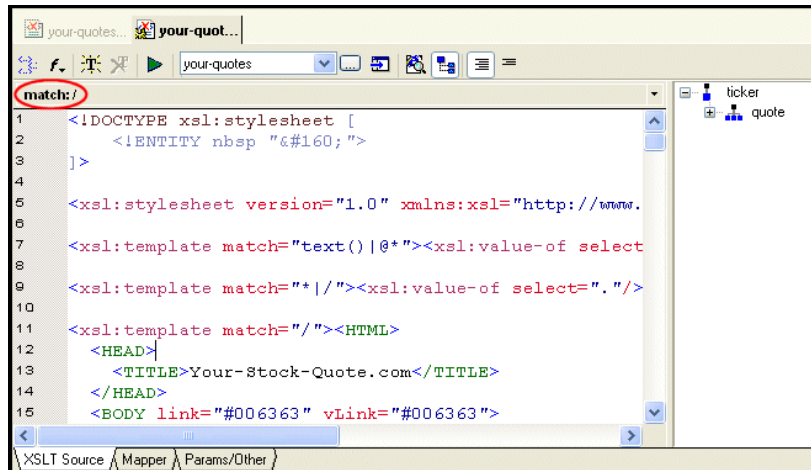 your-quotes... your-quot...
your-quotes
match: /
ticker
quote
1 <!DOCTYPE xsl:stylesheet [
2 <!ENTITY nbsp "&#160;">
3 ]>
4
5 <xsl:stylesheet version="1.0" xmlns:xsl="http://www.
6
7 <xsl:template match="text()|@*"><xsl:value-of select
8
9 <xsl:template match="*|/"><xsl:value-of select="."/>
10
11 <xsl:template match="/"><HTML>
12 <HEAD>
13 <TITLE>Your-Stock-Quote.com</TITLE>
14 </HEAD>
15 <BODY link="#006363" vLink="#006363">
XSLT Source Mapper Params/Other